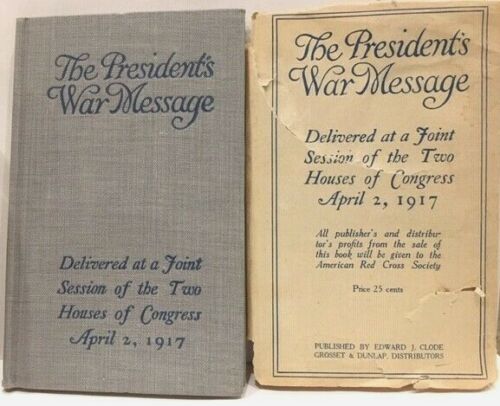 The President's
War Message
Delivered at a Joint
Session of the Two
Houses of Congress
April 2, 1917
The President's
War Message
Delivered at a Joint
Session of the Two
Houses of Congress
April 2, 1917
All publisher's and distribu-
tor's profits from the sale of
this book will be given to the
American Red Cross Society
Price 25 cents
PUBLISHED BY EDWARD J. CLODE
GROSSET & DUNLAP, DISTRIBUTORS